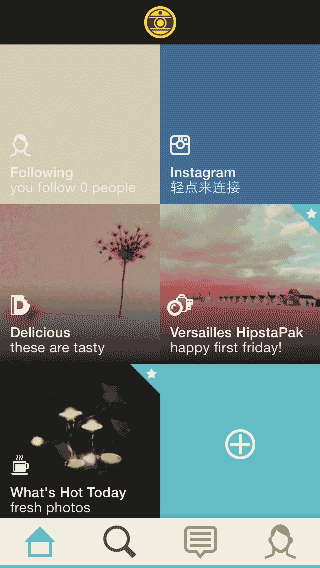 Following
you follow 0 people
Instagram
轻点来连接
Delicious
these are tasty
Versailles HipstaPak
happy first friday!
What's Hot Today
fresh photos